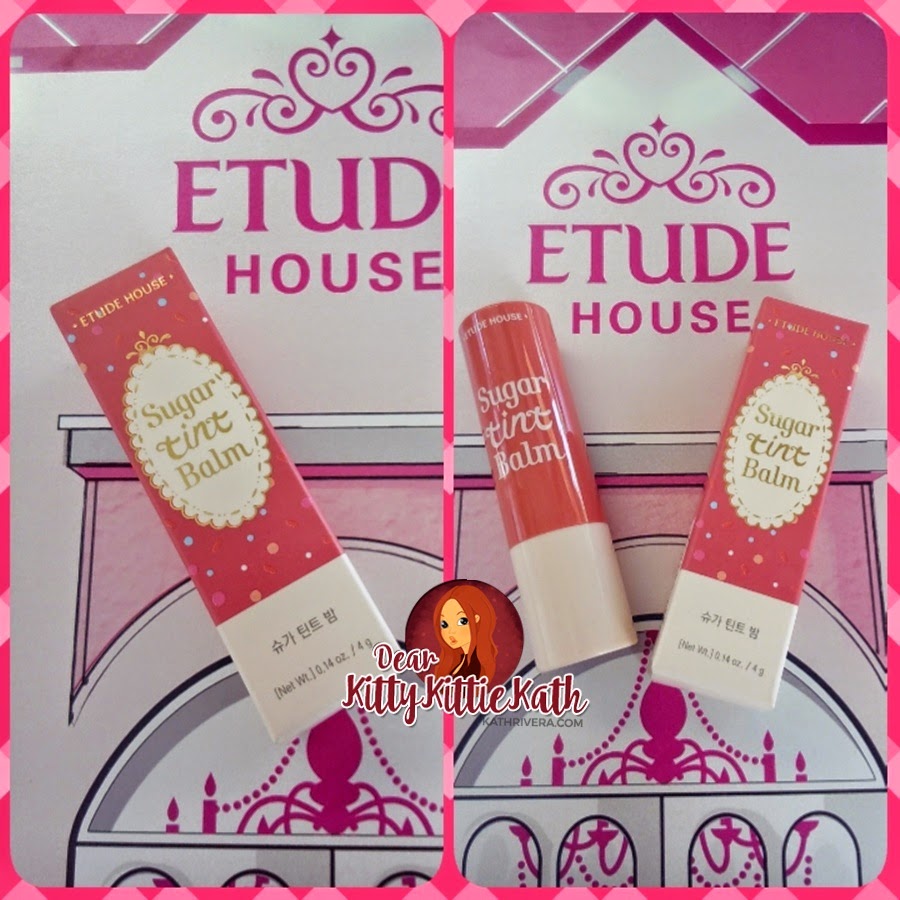 ETUD
HOUSE
• ETUDE HOUSE •
Sugar
tint
Balm
슈가 틴트 밤
[Net Wt.] 0.14 oz. / 4 g
ETUDE
HOUSE
ETUDE HOUSE •
Sugar
tint
Balm
• ETUDE HOUSE •
Sugar
tint
Balm
슈가 틴트 밤
[Net Wt.] 0.14 oz. / 4 g
Dear
KittyKittieKath
KATHRIVERA.COM